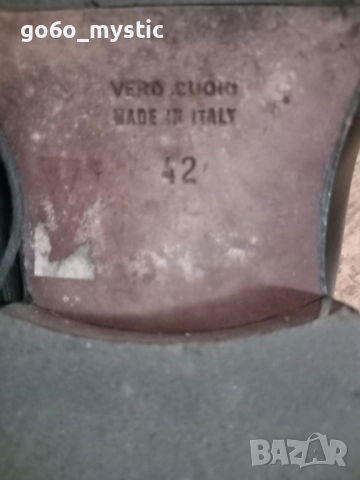 go6o_mystic
VERO CUOIO
MADE IN ITALY
42
BAZAR